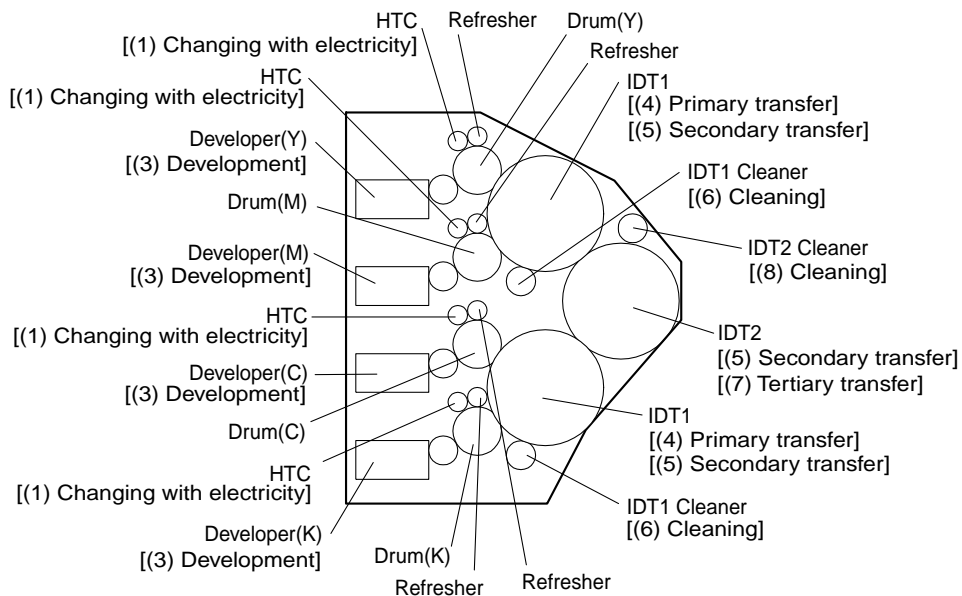 HTC
[(1) Changing with electricity]
Refresher
Drum(Y)
Refresher
HTC
[(1) Changing with electricity]
IDT1
[(4) Primary transfer]
[(5) Secondary transfer]
Developer(Y)
[(3) Development]
IDT1 Cleaner
[(6) Cleaning]
Drum(M)
Developer(M)
[(3) Development]
IDT2 Cleaner
[(8) Cleaning]
HTC
[(1) Changing with electricity]
IDT2
[(5) Secondary transfer]
[(7) Tertiary transfer]
Developer(C)
[(3) Development]
IDT1
[(4) Primary transfer]
[(5) Secondary transfer]
Drum(C)
HTC
[(1) Changing with electricity]
IDT1 Cleaner
[(6) Cleaning]
Developer(K)
[(3) Development]
Drum(K)
Refresher
Refresher